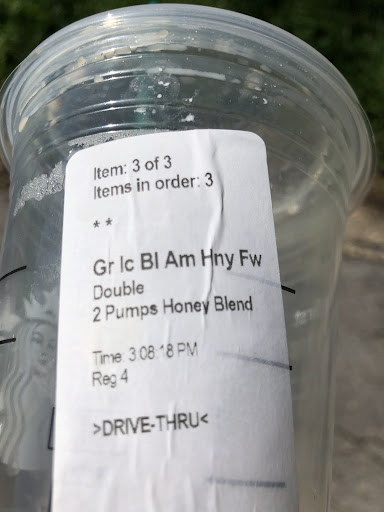 Item: 3 of 3
Items in order: 3
* *
Gr Ic Bl Am Hny Fw
Double
2 Pumps Honey Blend
Time: 3:08:18 PM
Reg 4
>DRIVE-THRU<